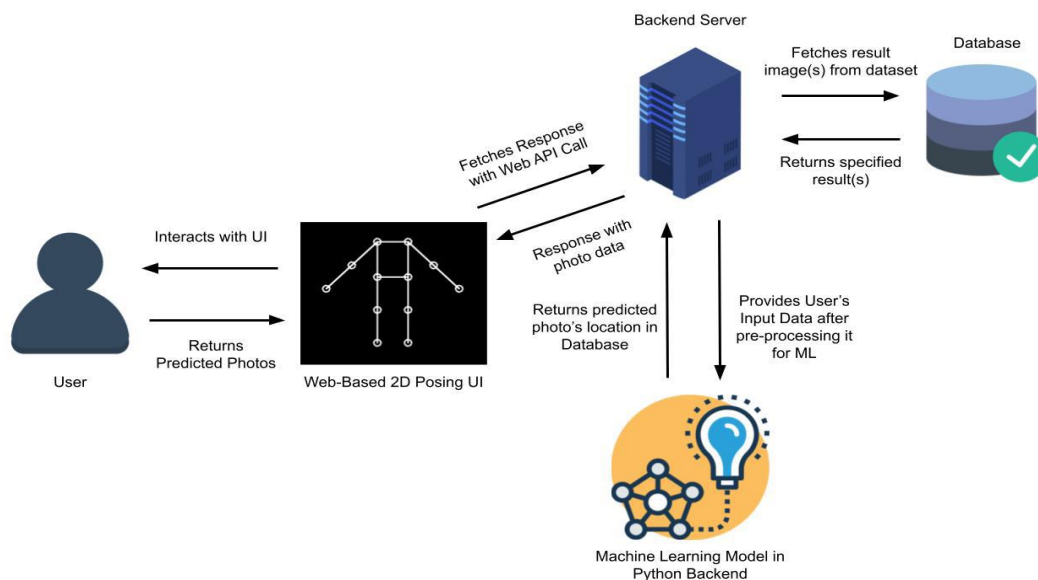 Backend Server
Fetches result
image(s) from dataset
Database
Returns specified
result(s)
Fetches Response
with Web API Call
Response with
photo data
Interacts with UI
Returns
Predicted Photos
User
Web-Based 2D Posing UI
Returns predicted
photo's location in
Database
Provides User's
Input Data after
pre-processing it
for ML
Machine Learning Model in
Python Backend